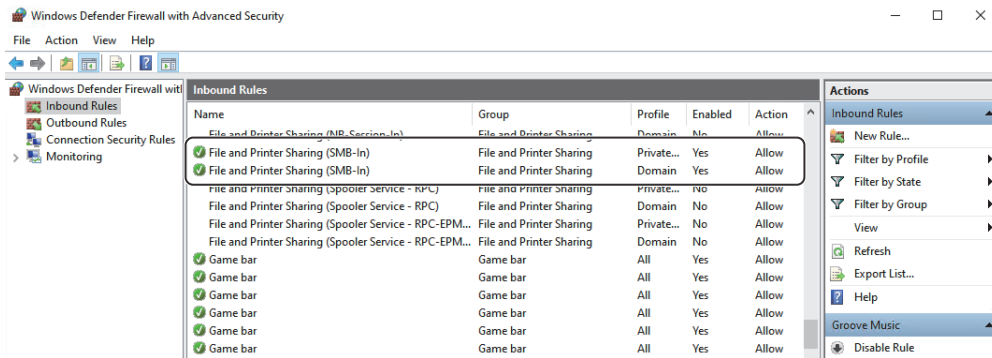 Windows Defender Firewall with Advanced Security
File Action View Help
Windows Defender Firewall witl
Inbound Rules
Outbound Rules
Connection Security Rules
Monitoring
Inbound Rules
Name Group Profile Enabled Action
File and Printer Sharing (NB-Session-In) File and Printer Sharing Domain No Allow
File and Printer Sharing (SMB-In) File and Printer Sharing Private... Yes Allow
File and Printer Sharing (SMB-In) File and Printer Sharing Domain Yes Allow
File and Printer Sharing (Spooler Service - RPC) File and Printer Sharing Private... No Allow
File and Printer Sharing (Spooler Service - RPC) File and Printer Sharing Domain No Allow
File and Printer Sharing (Spooler Service - RPC-EPM... File and Printer Sharing Private... No Allow
File and Printer Sharing (Spooler Service - RPC-EPM... File and Printer Sharing Domain No Allow
Game bar Game bar All Yes Allow
Game bar Game bar All Yes Allow
Game bar Game bar All Yes Allow
Game bar Game bar All Yes Allow
Game bar Game bar All Yes Allow
Game bar Game bar All Yes Allow
Actions
Inbound Rules
New Rule...
Filter by Profile
Filter by State
Filter by Group
View
Refresh
Export List...
Help
Groove Music
Disable Rule